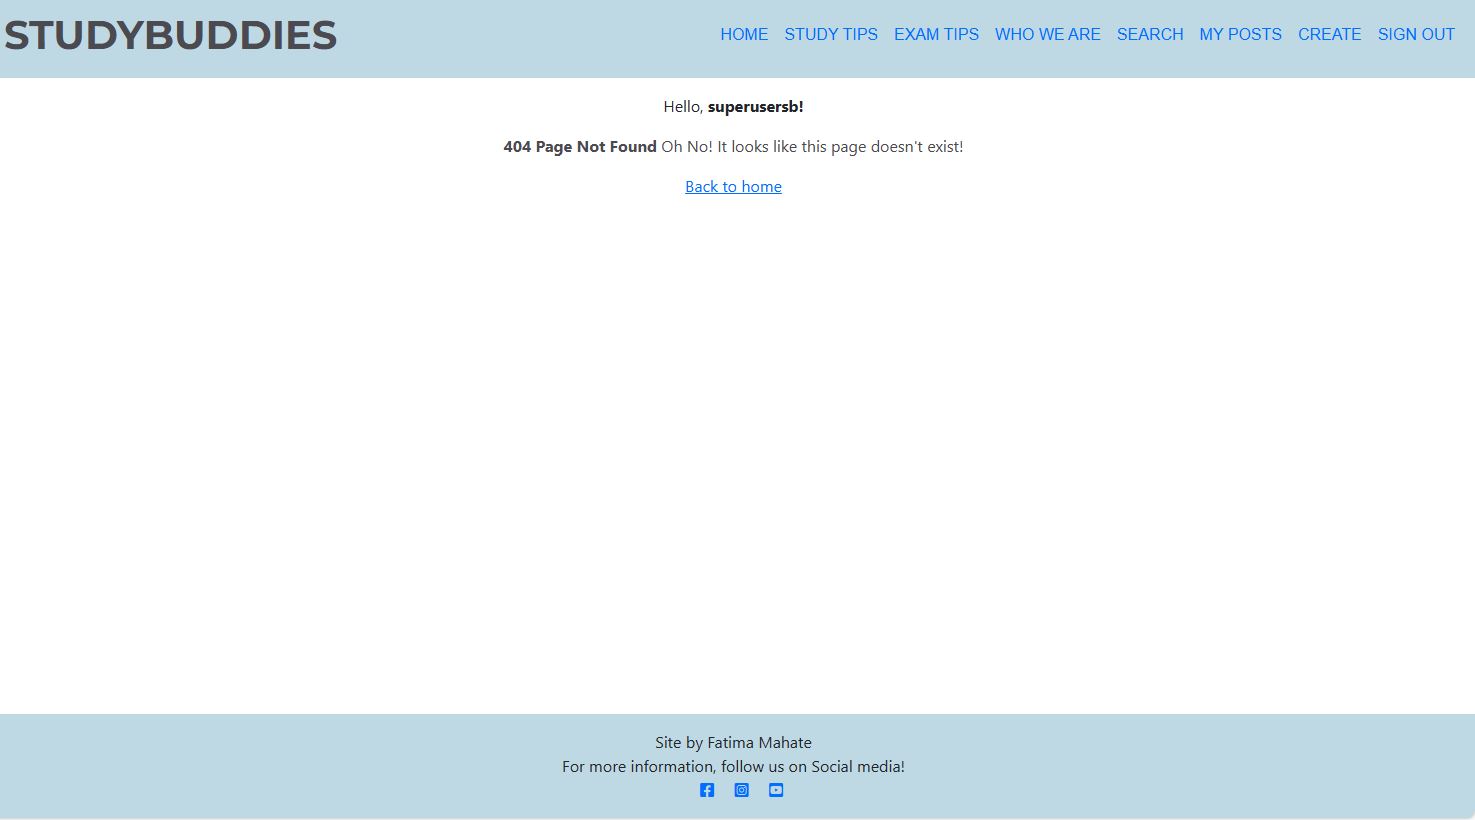 STUDYBUDDIES
HOME STUDY TIPS EXAM TIPS WHO WE ARE SEARCH MY POSTS CREATE SIGN OUT
Hello, superusersb!
404 Page Not Found Oh No! It looks like this page doesn't exist!
Back to home
Site by Fatima Mahate
For more information, follow us on Social media!